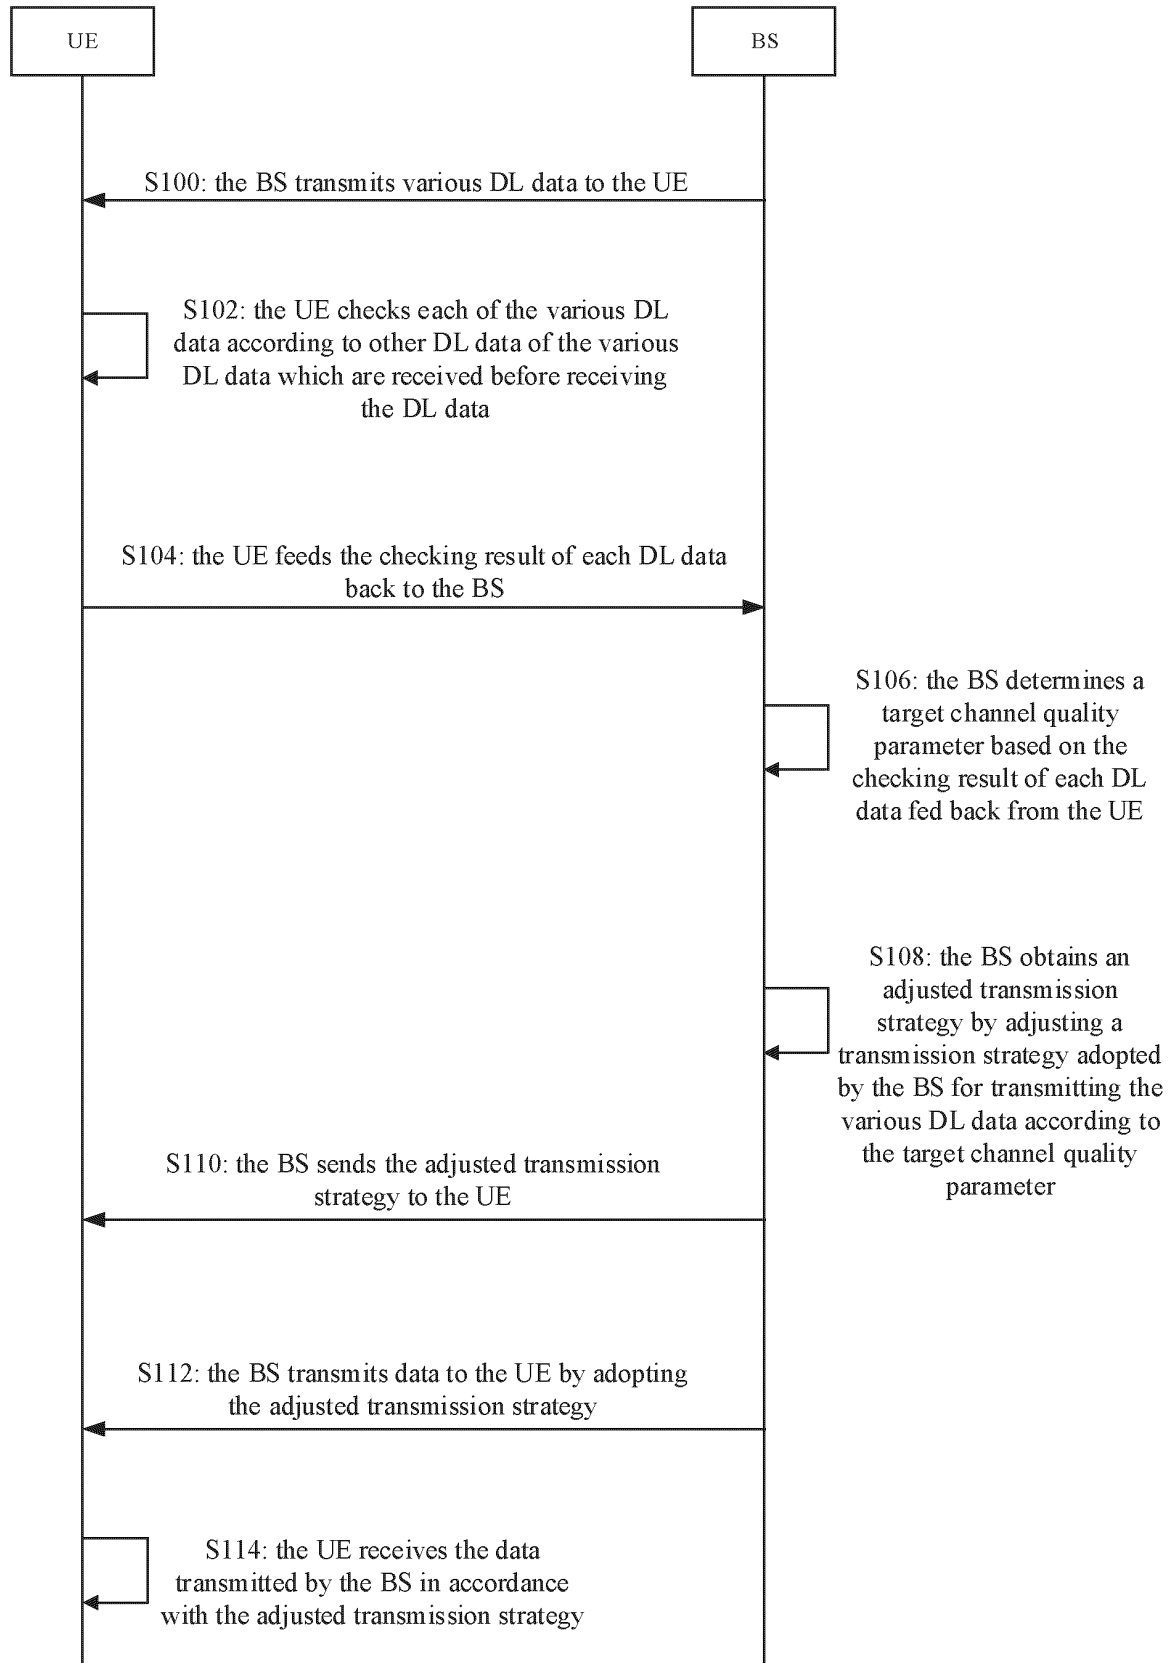 UE
BS
S100: the BS transmits various DL data to the UE
S102: the UE checks each of the various DL
data according to other DL data of the various
DL data which are received before receiving
the DL data
S104: the UE feeds the checking result of each DL data
back to the BS
S106: the BS determines a
target channel quality
parameter based on the
checking result of each DL
data fed back from the UE
S108: the BS obtains an
adjusted transmission
strategy by adjusting a
transmission strategy adopted
by the BS for transmitting the
various DL data according to
the target channel quality
parameter
S110: the BS sends the adjusted transmission
strategy to the UE
S112: the BS transmits data to the UE by adopting
the adjusted transmission strategy
S114: the UE receives the data
transmitted by the BS in accordance
with the adjusted transmission strategy